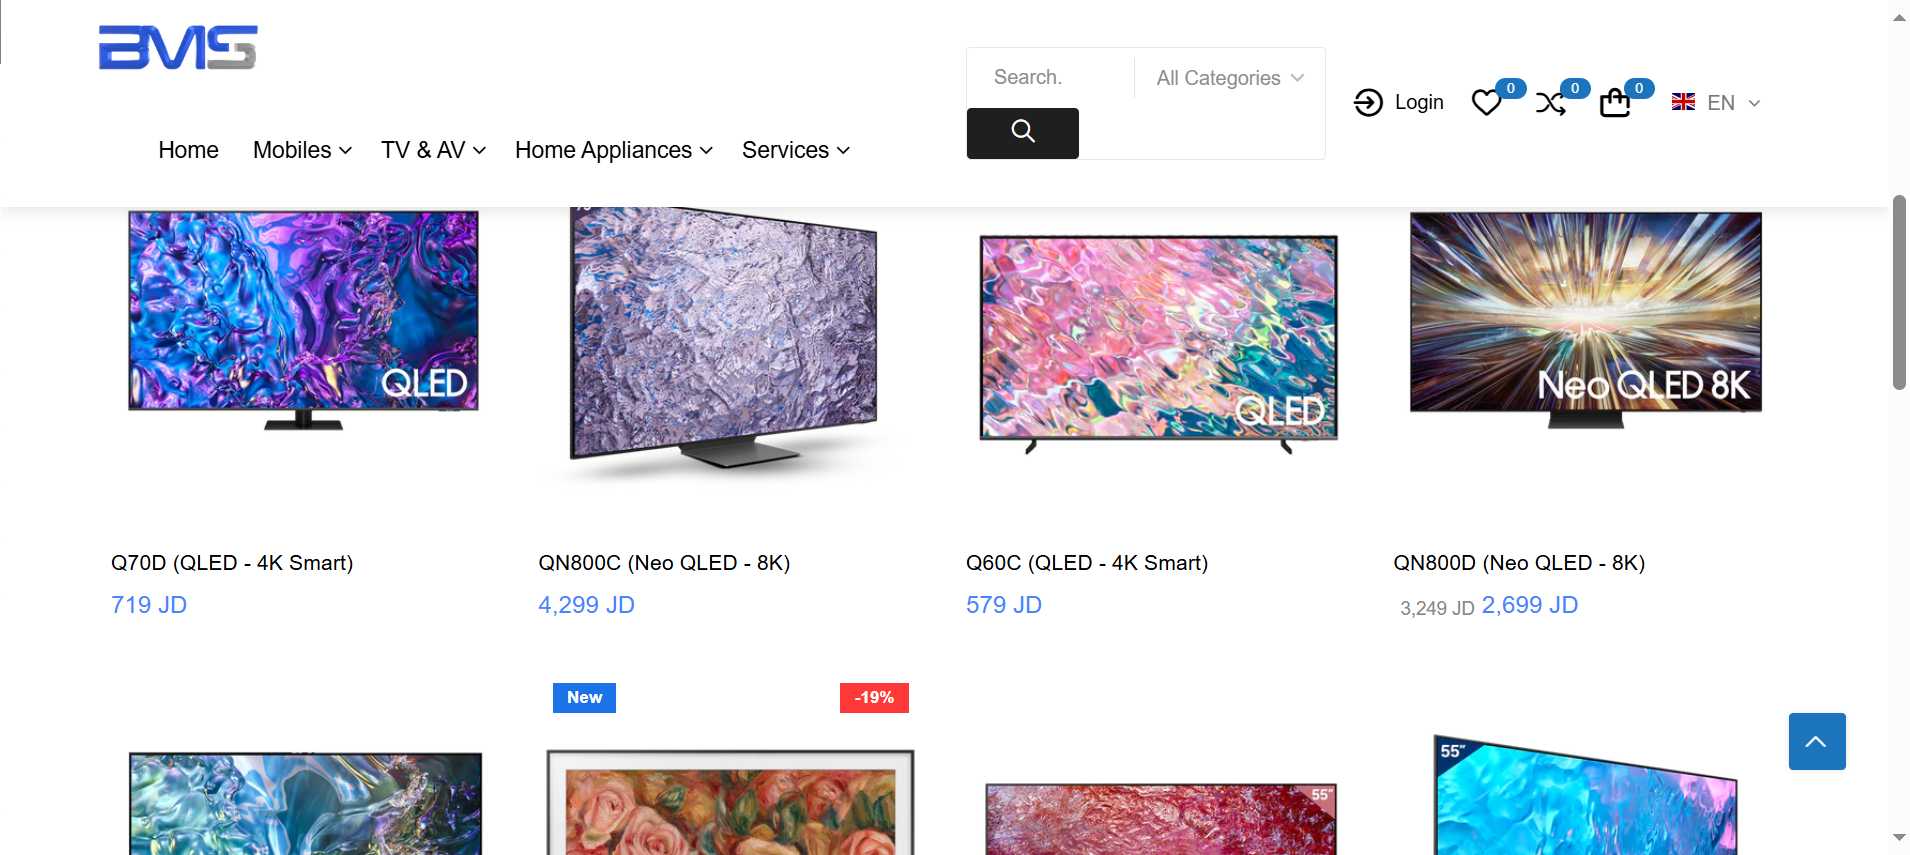 BMS
Search.
All Categories
0
0
0
Login
EN
Home
Mobiles
TV & AV
Home Appliances
Services
QLED
QLED
Neo QLED 8K
Q70D (QLED - 4K Smart)
QN800C (Neo QLED - 8K)
Q60C (QLED - 4K Smart)
QN800D (Neo QLED - 8K)
719 JD
4,299 JD
579 JD
3,249 JD 2,699 JD
New
-19%
55"
55"